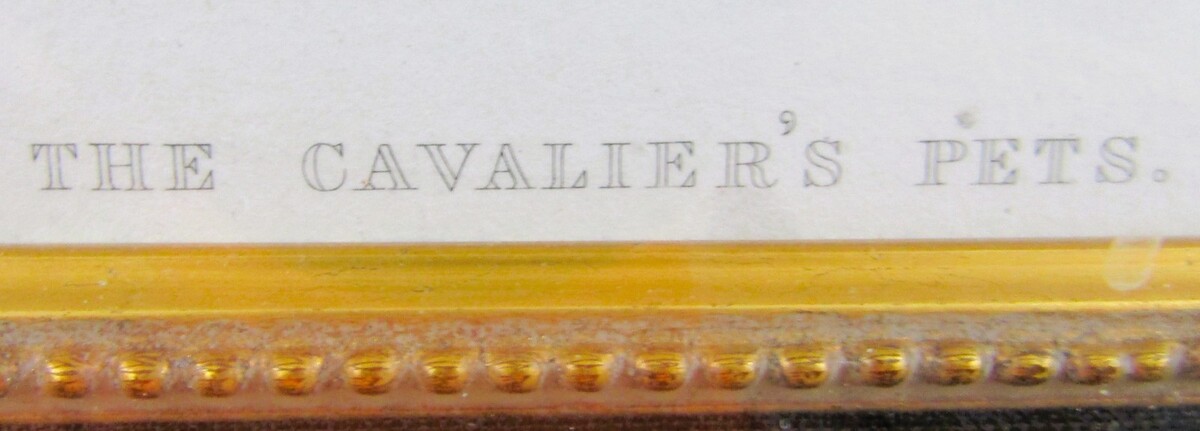 THE CAVALIER'S PETS.